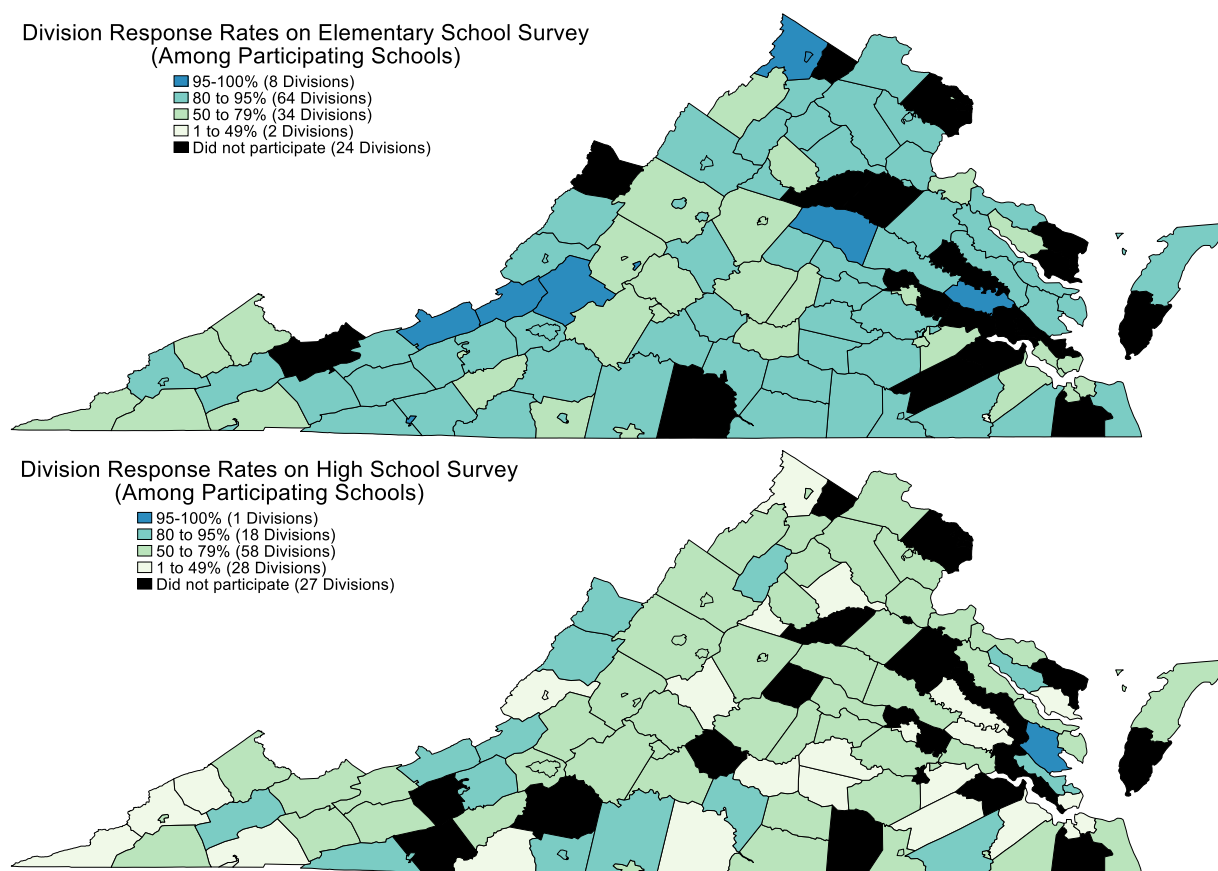 Division Response Rates on Elementary School Survey
(Among Participating Schools)
95-100% (8 Divisions)
80 to 95% (64 Divisions)
50 to 79% (34 Divisions)
1 to 49% (2 Divisions)
Did not participate (24 Divisions)
Division Response Rates on High School Survey
(Among Participating Schools)
95-100% (1 Divisions)
80 to 95% (18 Divisions)
50 to 79% (58 Divisions)
1 to 49% (28 Divisions)
Did not participate (27 Divisions)